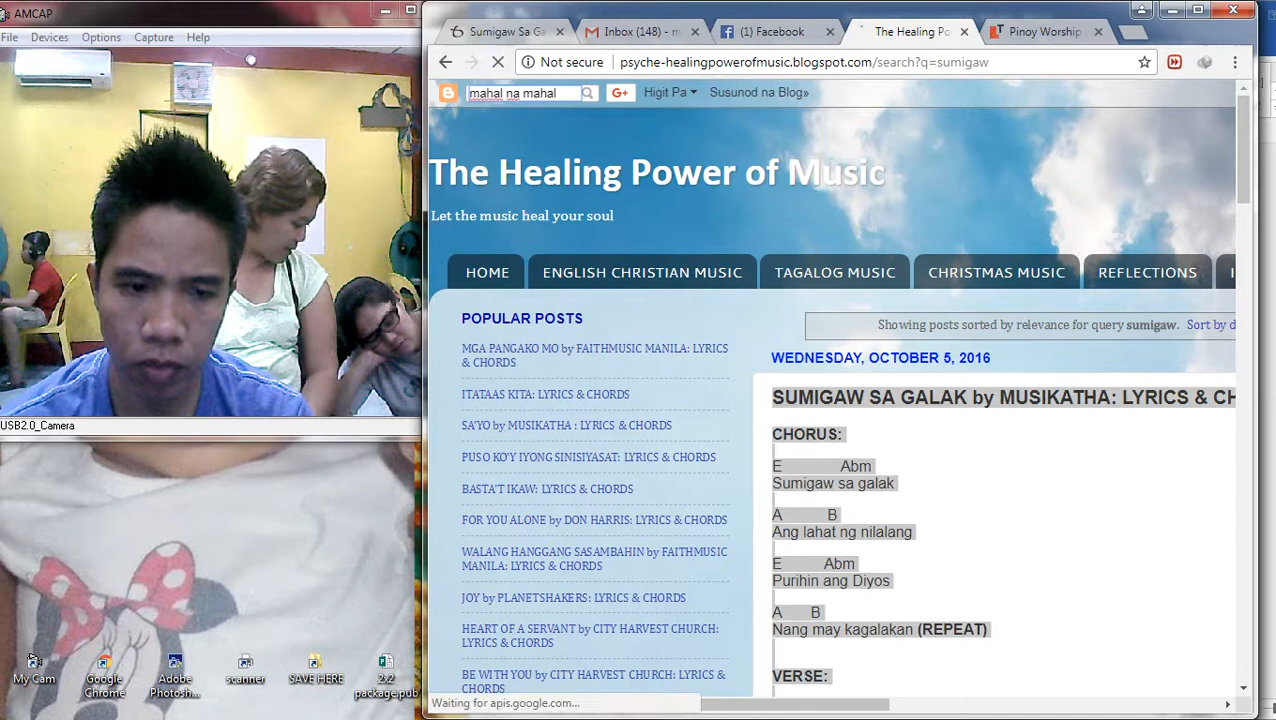 AMCAP
File Devices Options Capture Help
USB2.0_Camera
My Cam
Google Chrome
Adobe Photosh...
scanner
SAVE HERE
2x2 package.pub
Sumigaw Sa Ga
Inbox (148) - m
(1) Facebook
The Healing Po
Pinoy Worship
Not secure psyche-healingpowerofmusic.blogspot.com/search?q=sumigaw
mahal na mahal
G+
Higit Pa
Susunod na Blog»
The Healing Power of Music
Let the music heal your soul
HOME
ENGLISH CHRISTIAN MUSIC
TAGALOG MUSIC
CHRISTMAS MUSIC
REFLECTIONS
POPULAR POSTS
MGA PANGAKO MO by FAITHMUSIC MANILA: LYRICS
& CHORDS
ITATAAS KITA: LYRICS & CHORDS
SA'YO by MUSIKATHA : LYRICS & CHORDS
PUSO KO'Y IYONG SINISIYASAT: LYRICS & CHORDS
BASTA'T IKAW: LYRICS & CHORDS
FOR YOU ALONE by DON HARRIS: LYRICS & CHORDS
WALANG HANGGANG SASAMBAHIN by FAITHMUSIC
MANILA: LYRICS & CHORDS
JOY by PLANETSHAKERS: LYRICS & CHORDS
HEART OF A SERVANT by CITY HARVEST CHURCH:
LYRICS & CHORDS
BE WITH YOU by CITY HARVEST CHURCH: LYRICS &
CHORDS
Showing posts sorted by relevance for query sumigaw. Sort by d
WEDNESDAY, OCTOBER 5, 2016
SUMIGAW SA GALAK by MUSIKATHA: LYRICS & CH
CHORUS:
E Abm
Sumigaw sa galak
A B
Ang lahat ng nilalang
E Abm
Purihin ang Diyos
A B
Nang may kagalakan (REPEAT)
VERSE:
Waiting for apis.google.com...